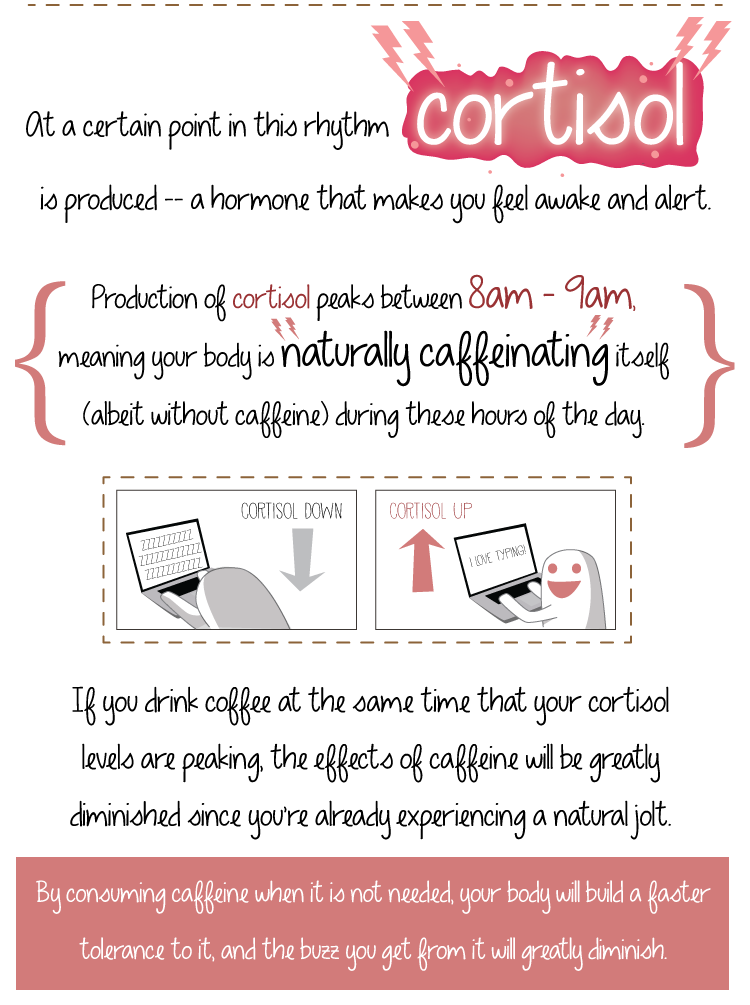 At a certain point in this rhythm cortisol
is produced -- a hormone that makes you feel awake and alert.
Production of cortisol peaks between 8am - 9am,
meaning your body is naturally caffeinating itself
(albeit without caffeine) during these hours of the day.
CORTISOL DOWN
ZZZZZZZZZZ
ZZZZZZZZZZZ
ZZZZZZZZZZ
CORTISOL UP
I LOVE TYPING!
If you drink coffee at the same time that your cortisol
levels are peaking, the effects of caffeine will be greatly
diminished since you're already experiencing a natural jolt.
By consuming caffeine when it is not needed, your body will build a faster
tolerance to it, and the buzz you get from it will greatly diminish.